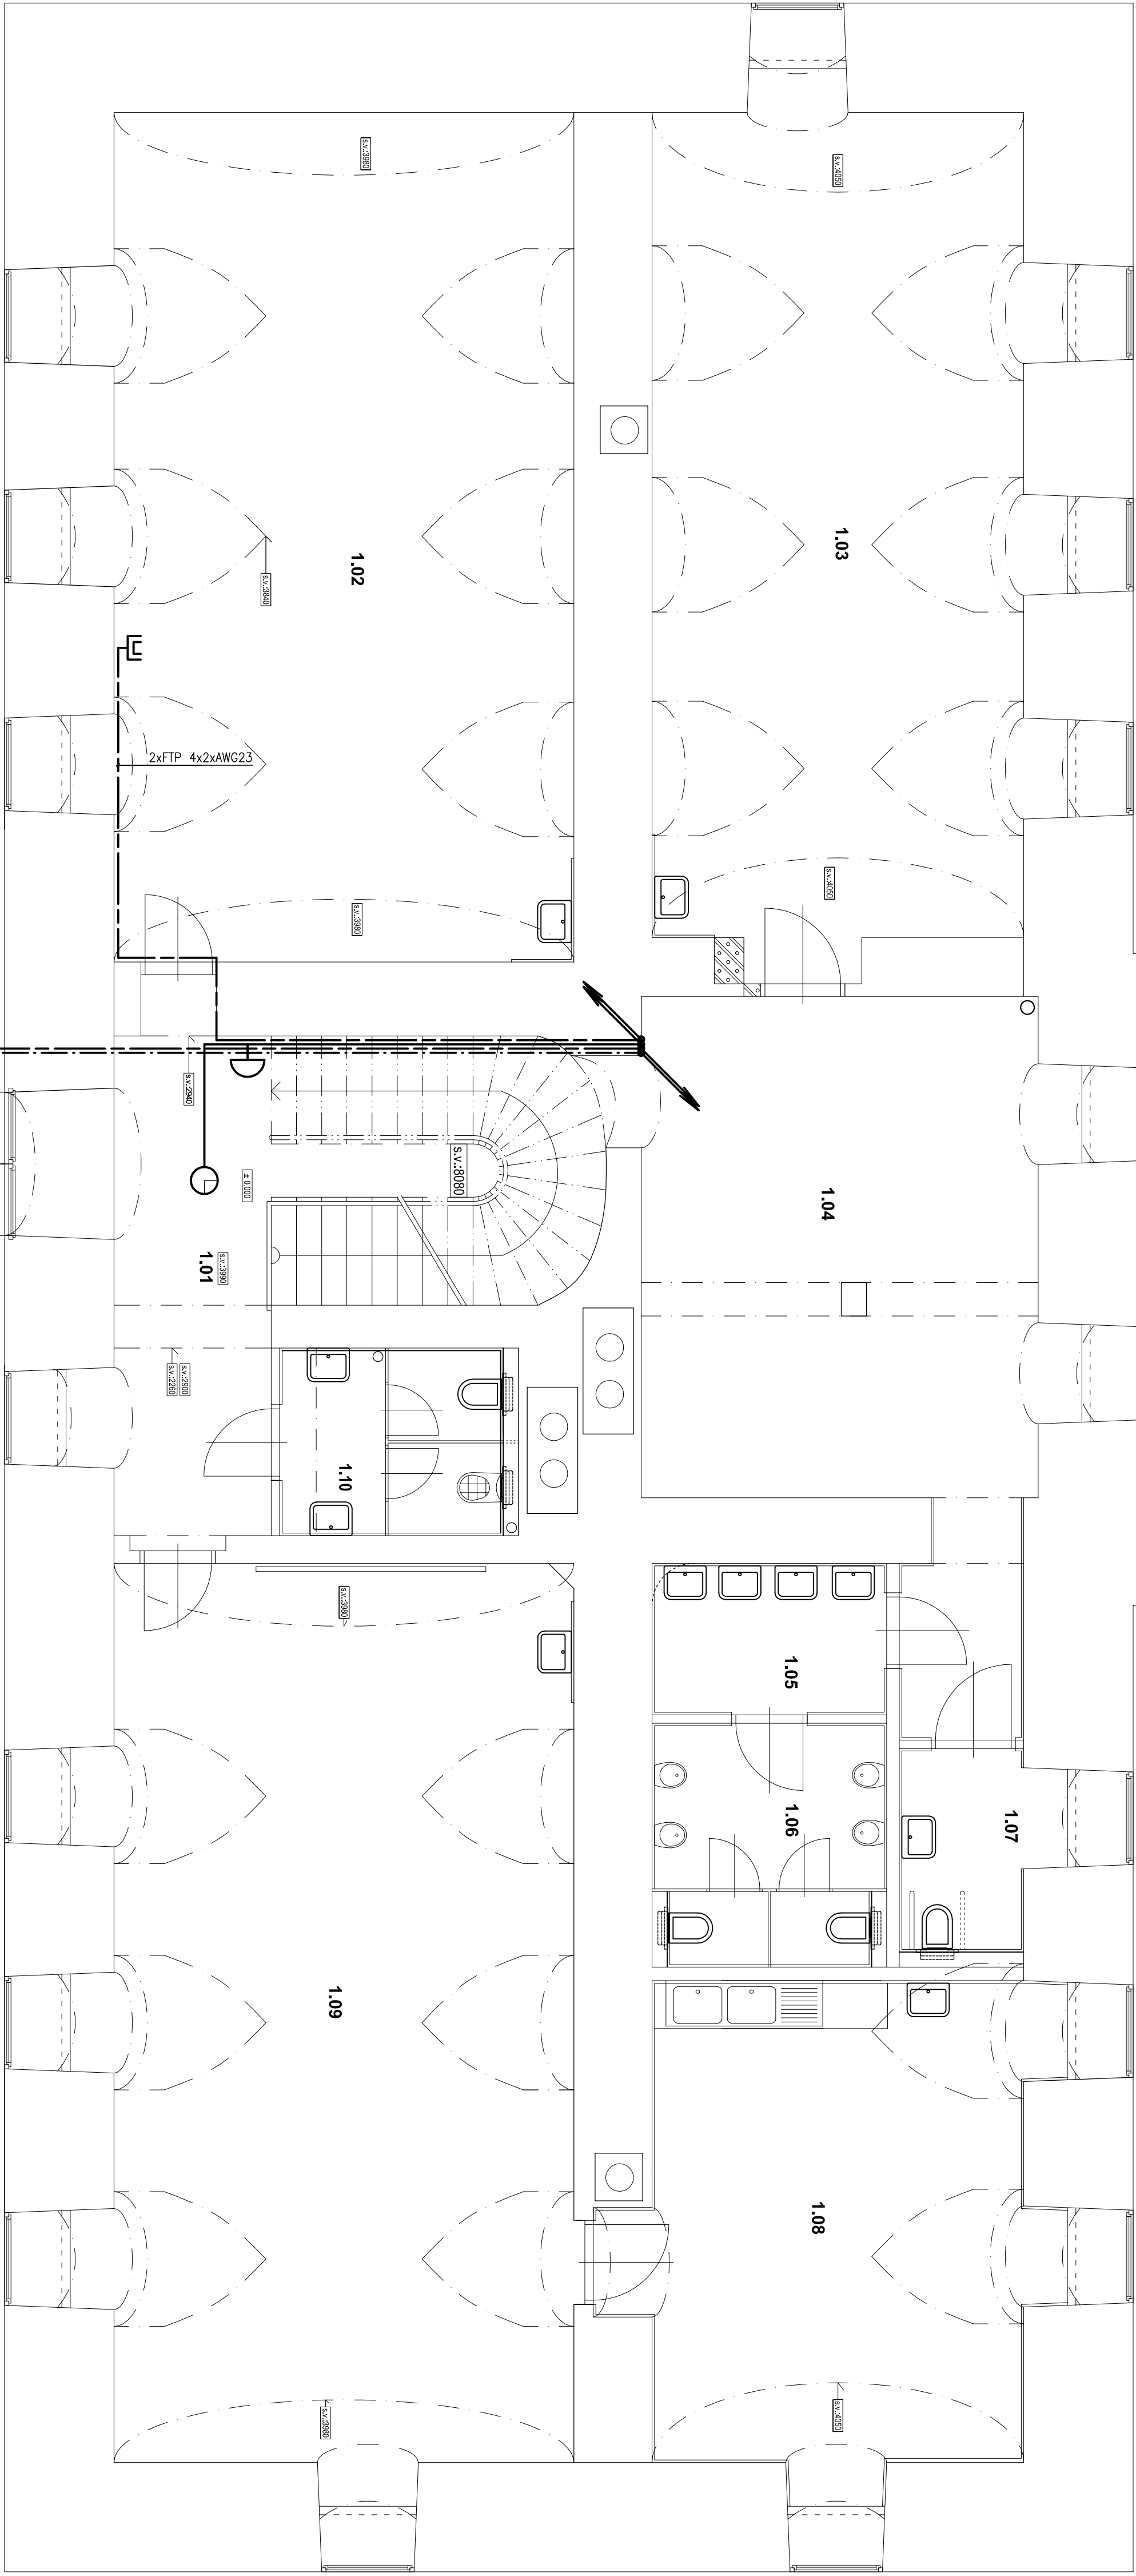 s.v.:3980
s.v.:4050
1.02
1.03
s.v.:3840
2xFTP 4x2xAWG23
s.v.:4050
s.v.:3980
s.v.:2940
s.v.:8080
± 0.000
1.04
1.01
s.v.:3990
s.v.:2900
s.v.:2260
1.10
s.v.:3980
1.05
1.06
1.07
1.09
1.08
s.v.:3980
s.v.:4050